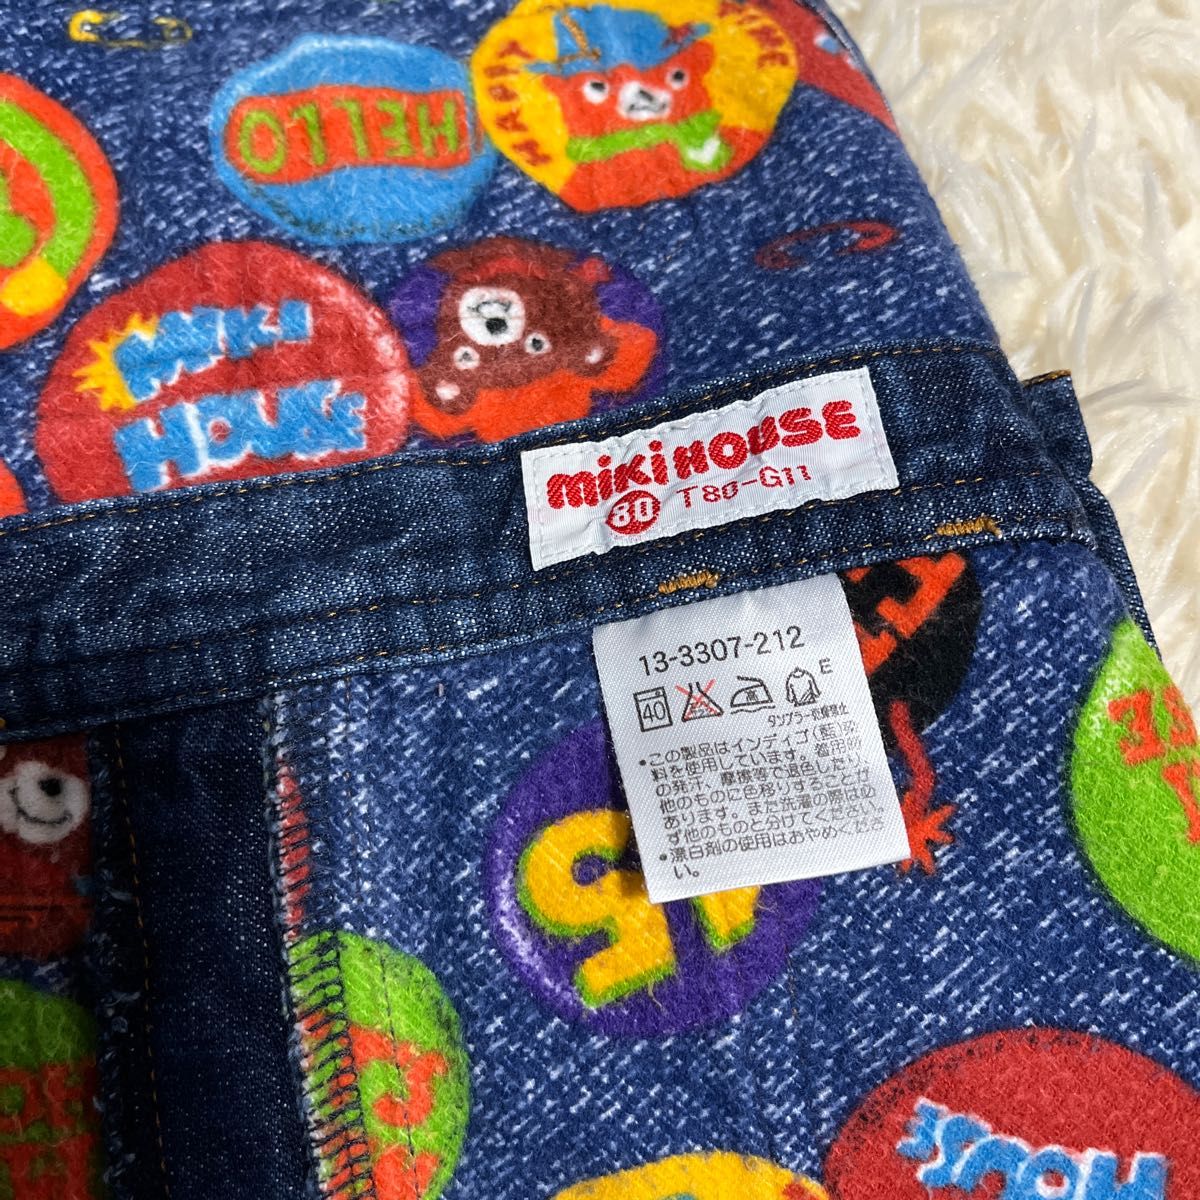 HELLO
HAPPY
MIKI
HOUSE
miKiHOUSE
80 T80-G11
13-3307-212
40
E
タンブラー乾燥禁止
•この製品はインディゴ(藍)染
料を使用しています。着用時
の発汗、摩擦等で退色したり、
他のものに色移りすることが
あります。また洗濯の際は必
ず他のものと分けてください。
•漂白剤の使用はおやめくださ
い。
HOUSE